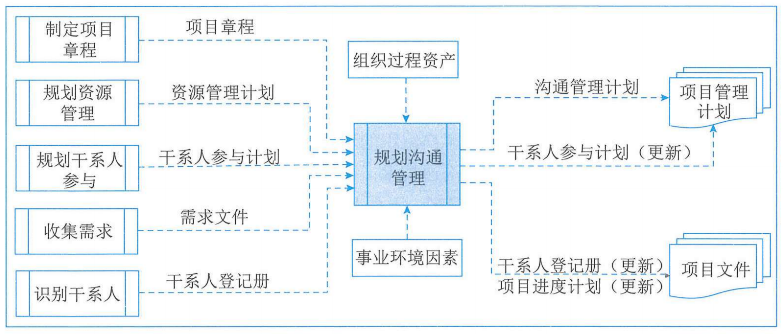 制定项目
章程
项目章程
规划资源
管理
资源管理计划
规划干系人
参与
干系人参与计划
收集需求
需求文件
识别干系人
干系人登记册
组织过程资产
规划沟通
管理
事业环境因素
沟通管理计划
项目管理
计划
干系人参与计划（更新）
干系人登记册（更新）
项目进度计划（更新）
项目文件